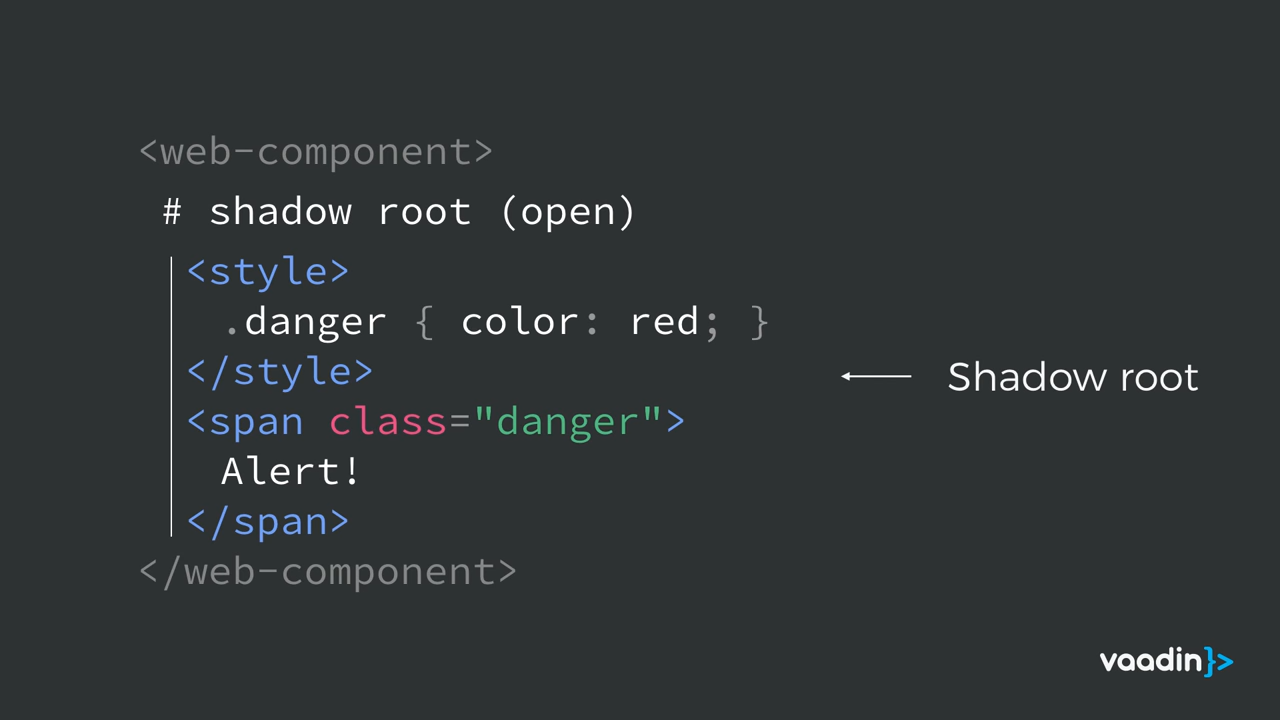 <web-component>
# shadow root (open)
<style>
.danger { color: red; }
</style>
<span class="danger">
Alert!
</span>
</web-component>
Shadow root
vaadin}>